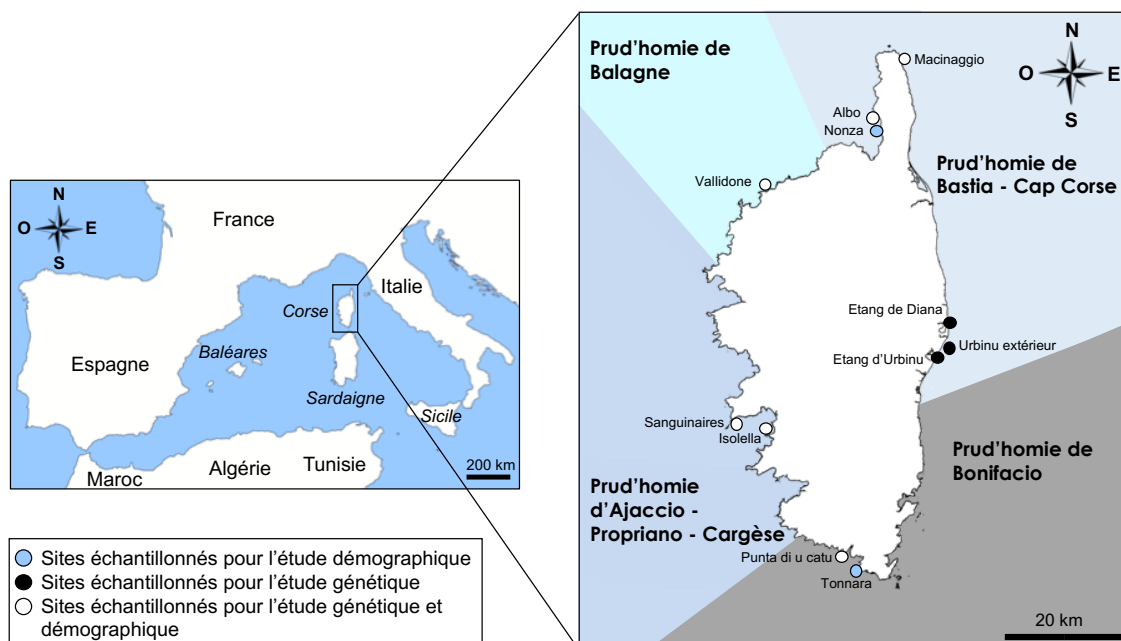 N
O
E
S
France
Italie
Corse
Espagne
Baléares
Sardaigne
Sicile
Maroc
Algérie
Tunisie
200 km
Sites échantillonnés pour l'étude démographique
Sites échantillonnés pour l'étude génétique
Sites échantillonnés pour l'étude génétique et
démographique
Prud'homie de
Balagne
Macinaggio
N
O
E
S
Albo
Nonza
Prud'homie de
Bastia - Cap Corse
Vallidone
Etang de Diana
Urbinu extérieur
Etang d'Urbinu
Sanguinaires
Isolella
Prud'homie de
Bonifacio
Prud'homie
d'Ajaccio -
Propriano - Cargèse
Punta di u catu
Tonnara
20 km